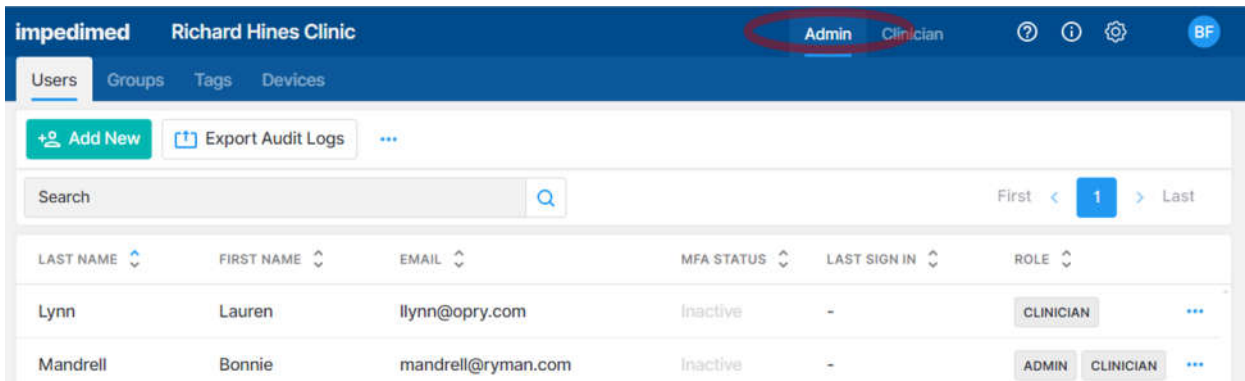 impedimed Richard Hines Clinic Admin Clinician BF
Users Groups Tags Devices
Add New Export Audit Logs
Search First 1 Last
LAST NAME FIRST NAME EMAIL MFA STATUS LAST SIGN IN ROLE
Lynn Lauren llynn@opry.com Inactive - CLINICIAN
Mandrell Bonnie mandrell@ryman.com Inactive - ADMIN CLINICIAN